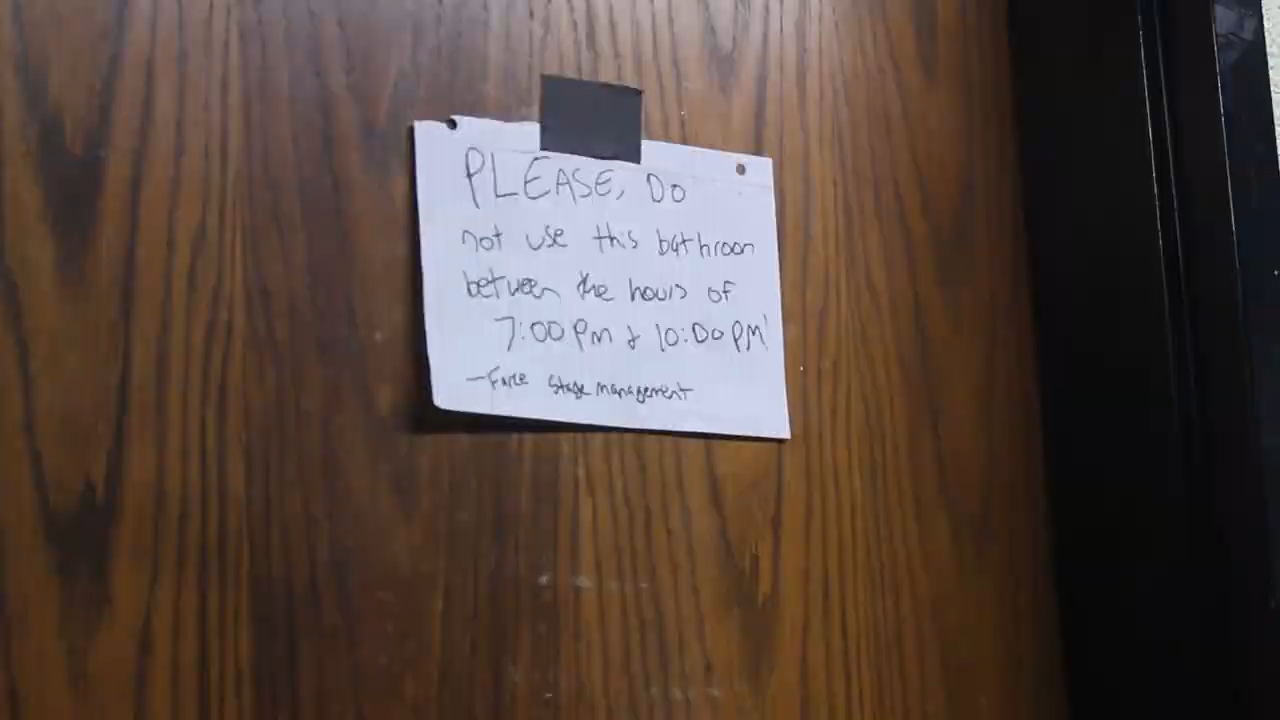 PLEASE, DO
not use this bathroom
between the hours of
7:00 PM & 10:00 PM!
- Farce stage management